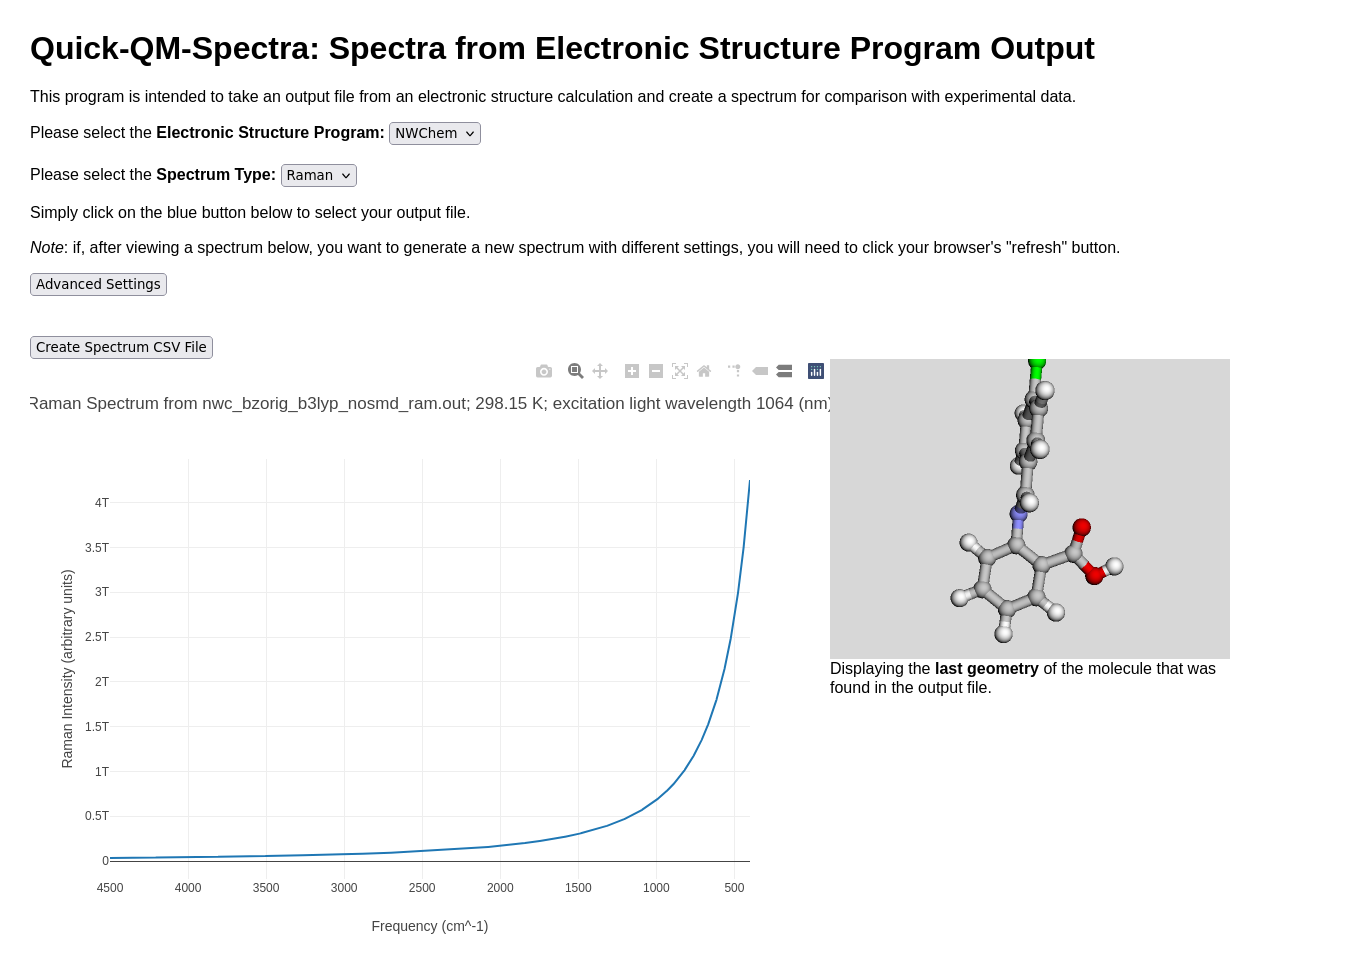 Quick-QM-Spectra: Spectra from Electronic Structure Program Output
This program is intended to take an output file from an electronic structure calculation and create a spectrum for comparison with experimental data.
Please select the Electronic Structure Program: NWChem
Please select the Spectrum Type: Raman
Simply click on the blue button below to select your output file.
Note: if, after viewing a spectrum below, you want to generate a new spectrum with different settings, you will need to click your browser's "refresh" button.
Advanced Settings
Create Spectrum CSV File
Raman Spectrum from nwc_bzorig_b3lyp_nosmd_ram.out; 298.15 K; excitation light wavelength 1064 (nm)
4T
3.5T
3T
2.5T
2T
1.5T
1T
0.5T
0
Raman Intensity (arbitrary units)
4500 4000 3500 3000 2500 2000 1500 1000 500
Frequency (cm^-1)
Displaying the last geometry of the molecule that was
found in the output file.